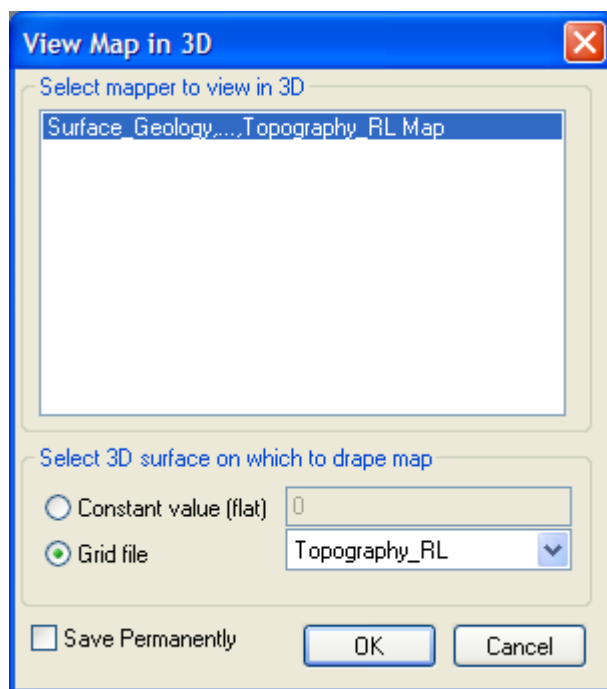 View Map in 3D
Select mapper to view in 3D
Surface_Geology,...,Topography_RL Map
Select 3D surface on which to drape map
Constant value (flat) 0
Grid file Topography_RL
Save Permanently OK Cancel